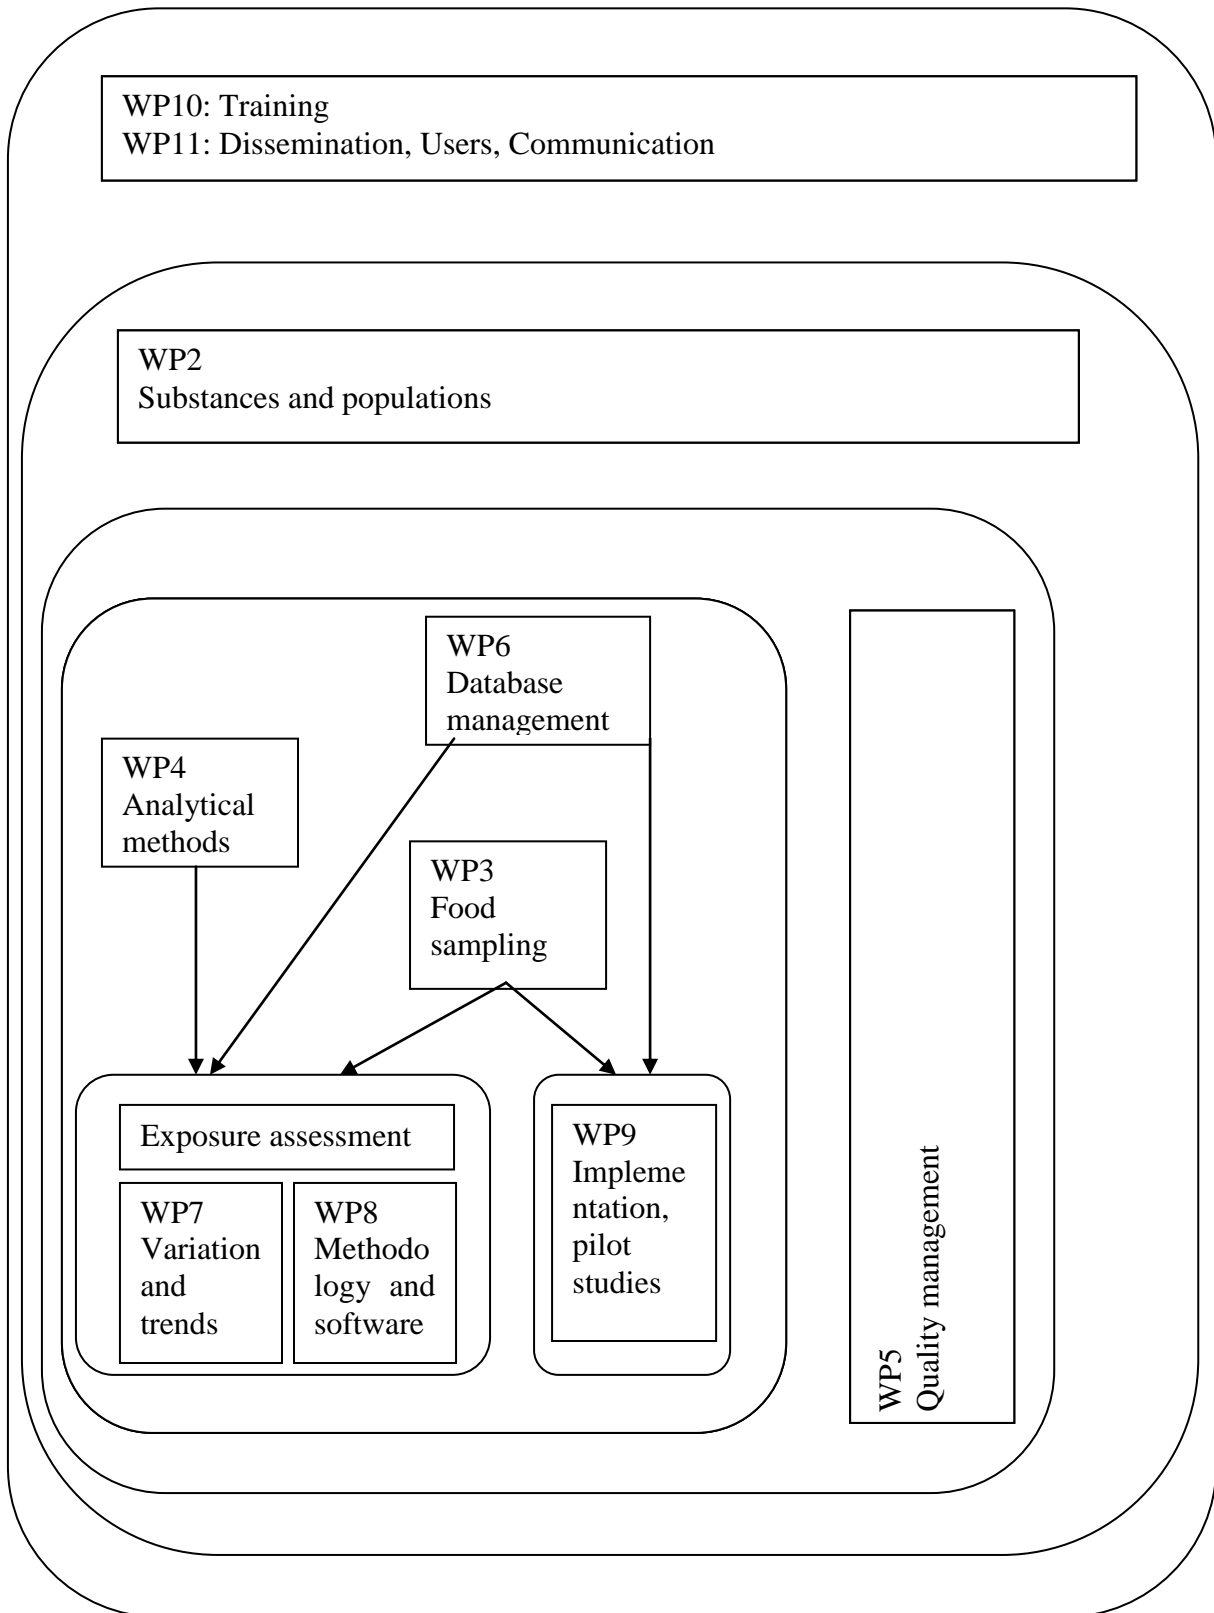 WP10: Training
WP11: Dissemination, Users, Communication
WP2
Substances and populations
WP6
Database
management
WP4
Analytical
methods
WP3
Food
sampling
Exposure assessment
WP7
Variation
and
trends
WP8
Methodo
logy and
software
WP9
Impleme
ntation,
pilot
studies
WP5
Quality management